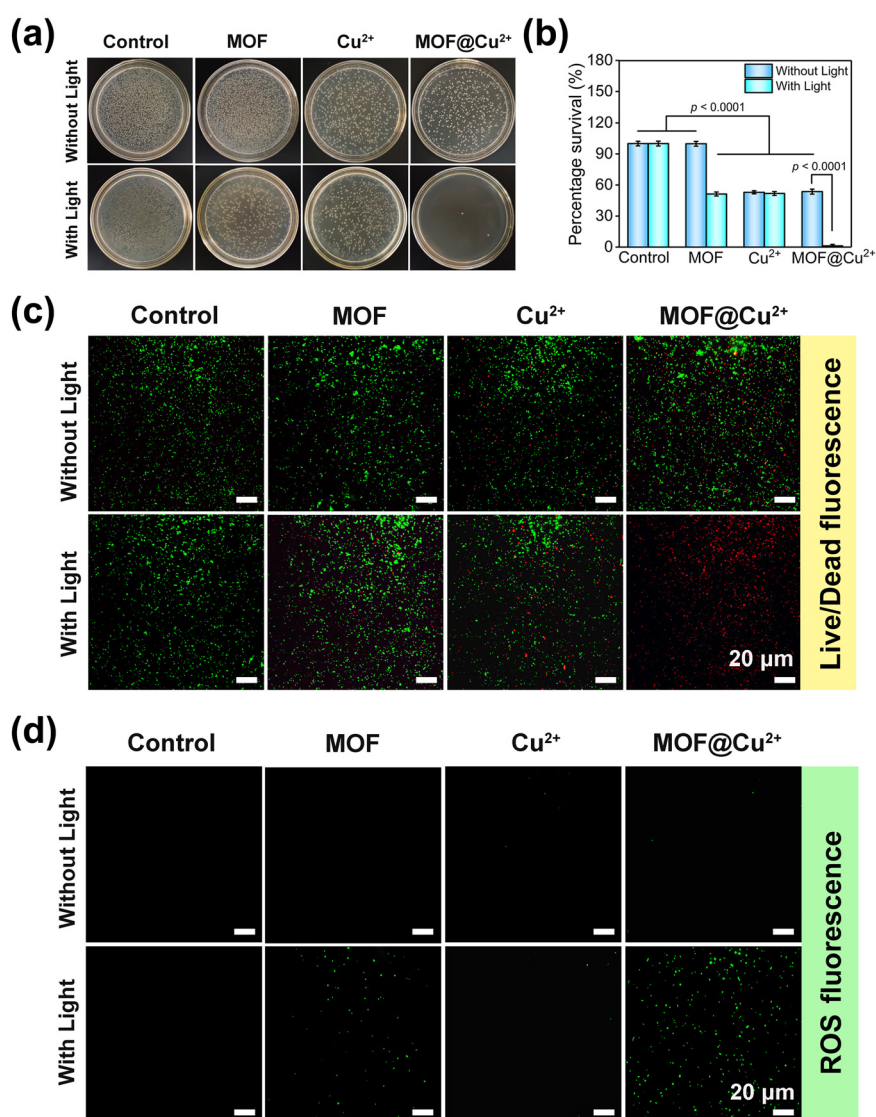 (a)
Control MOF Cu²⁺ MOF@Cu²⁺
Without Light
With Light
(b)
Percentage survival (%)
180
150
120
90
60
30
0
Without Light
With Light
p < 0.0001
p < 0.0001
Control MOF Cu²⁺ MOF@Cu²⁺
(c)
Control MOF Cu²⁺ MOF@Cu²⁺
Without Light
With Light
20 µm
Live/Dead fluorescence
(d)
Control MOF Cu²⁺ MOF@Cu²⁺
Without Light
With Light
20 µm
ROS fluorescence